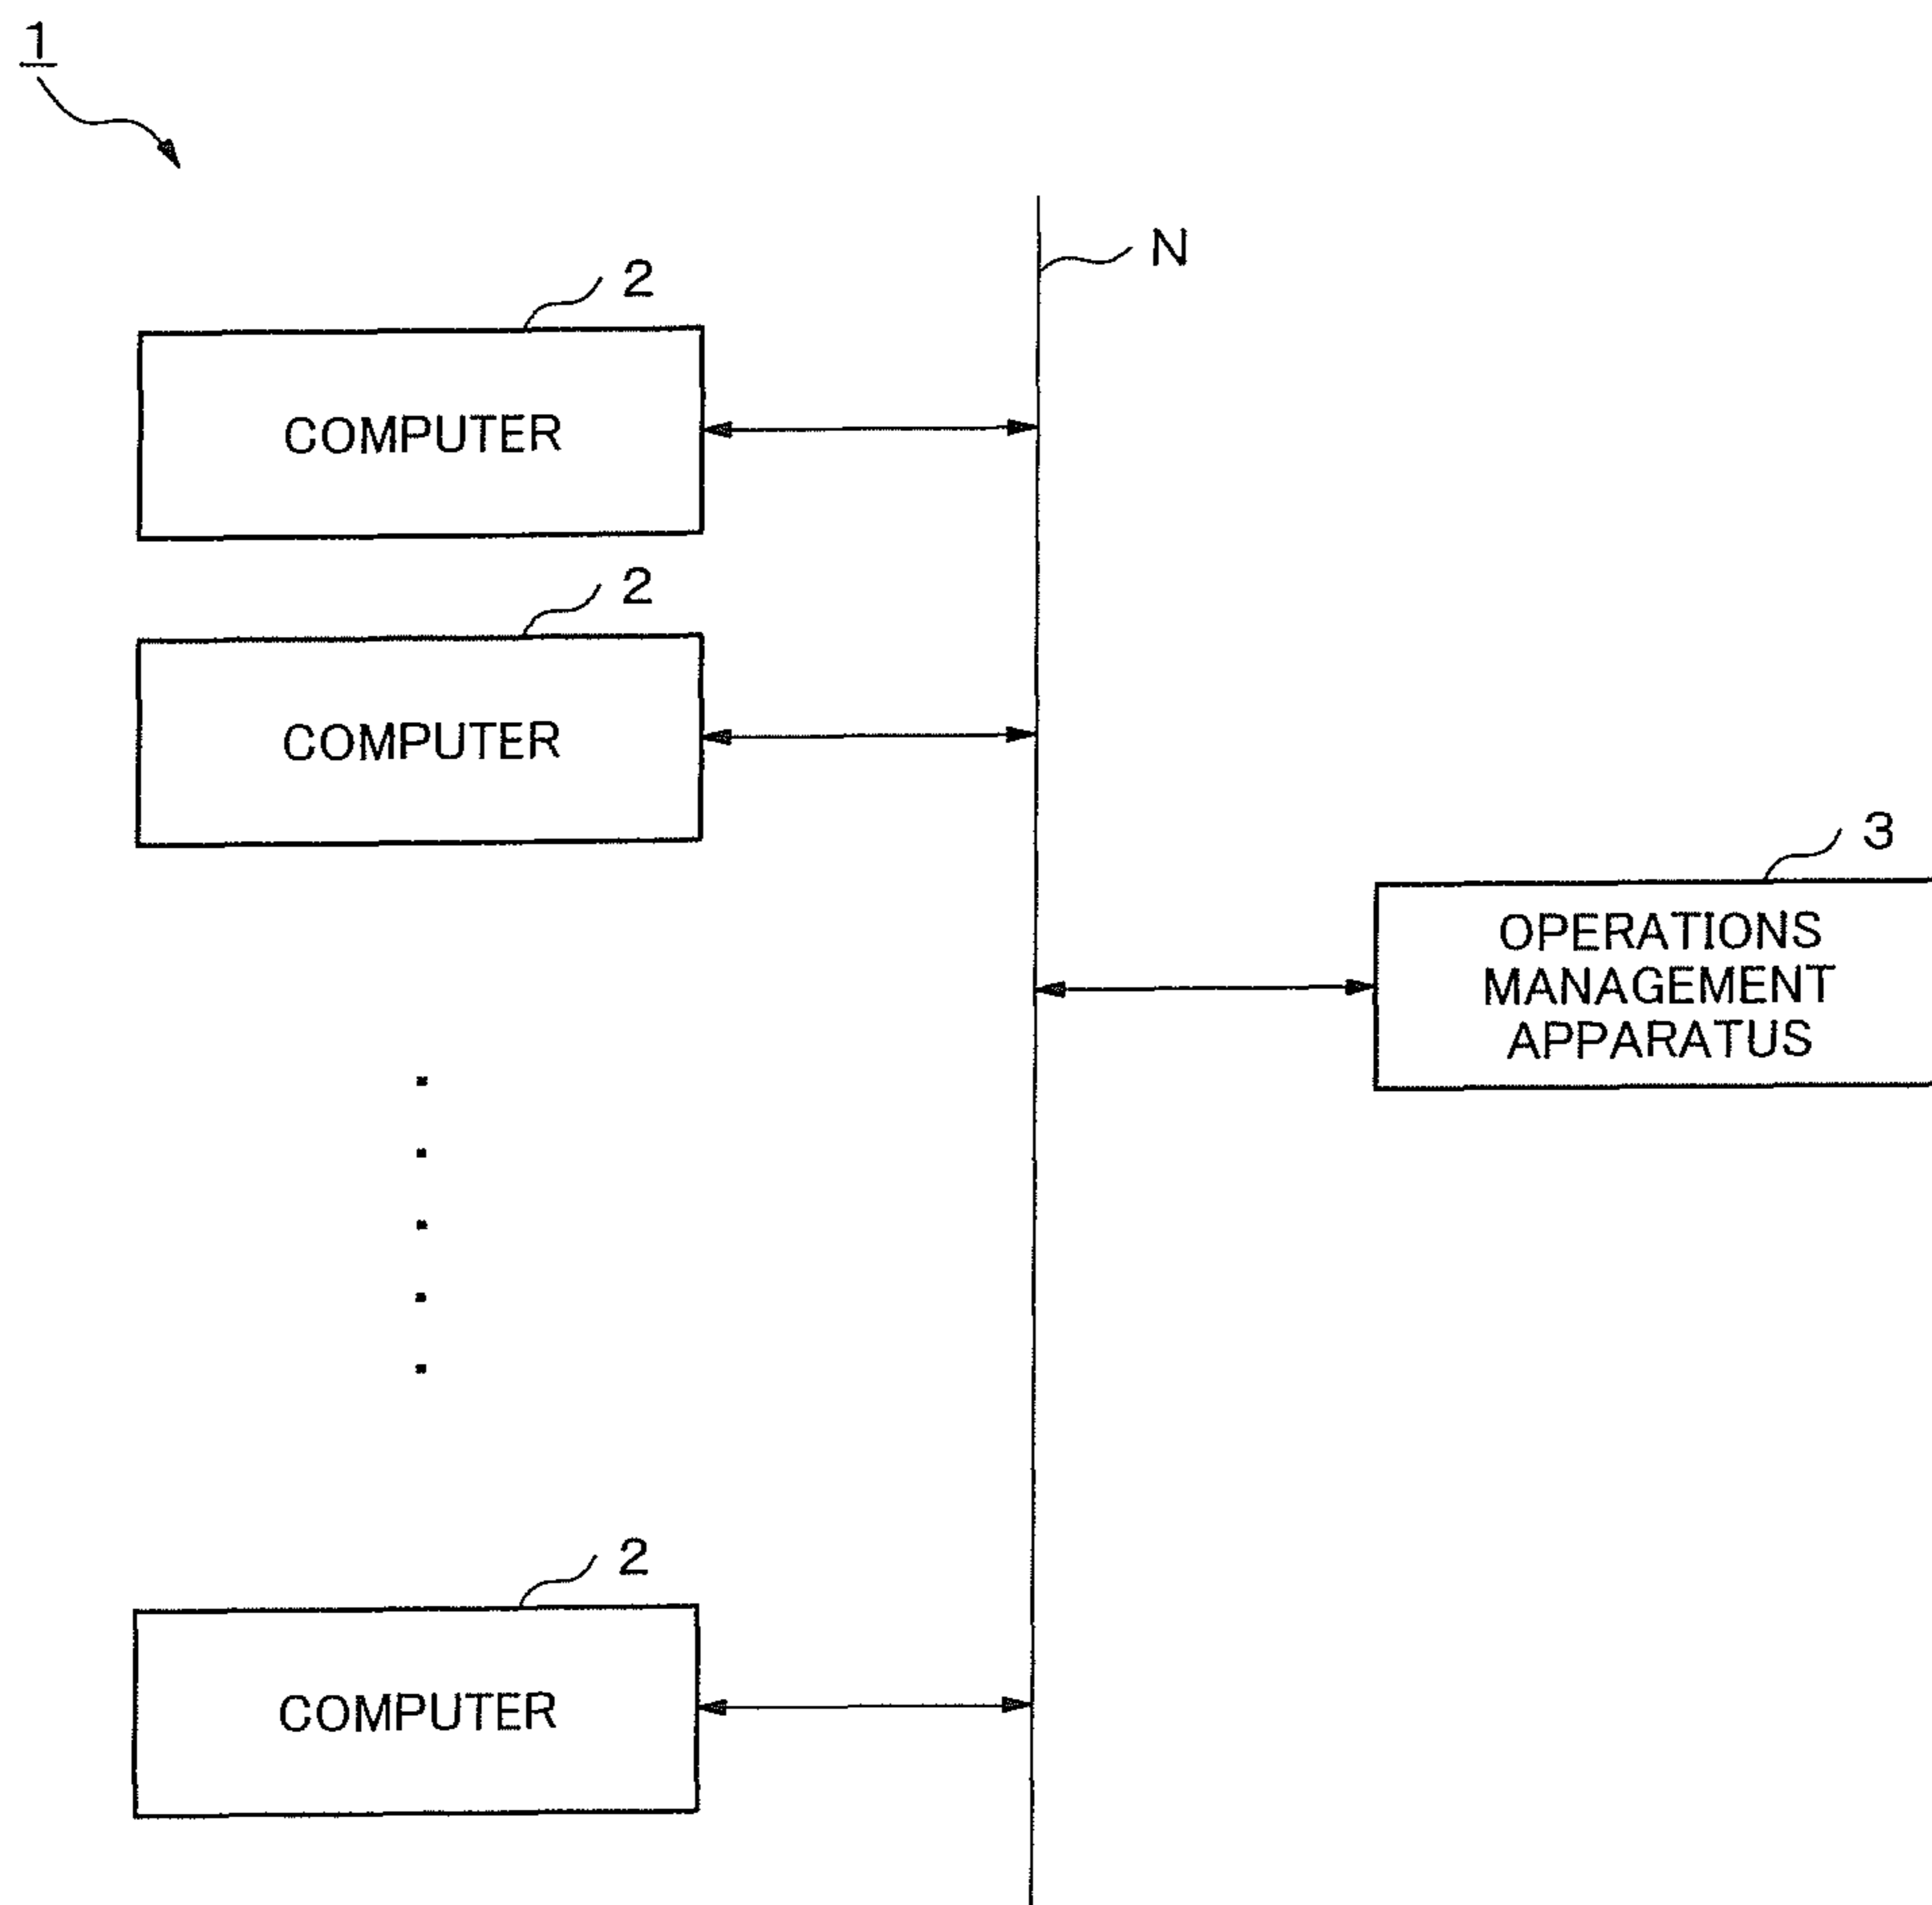 1
N
2
COMPUTER
2
COMPUTER
3
OPERATIONS
MANAGEMENT
APPARATUS
2
COMPUTER